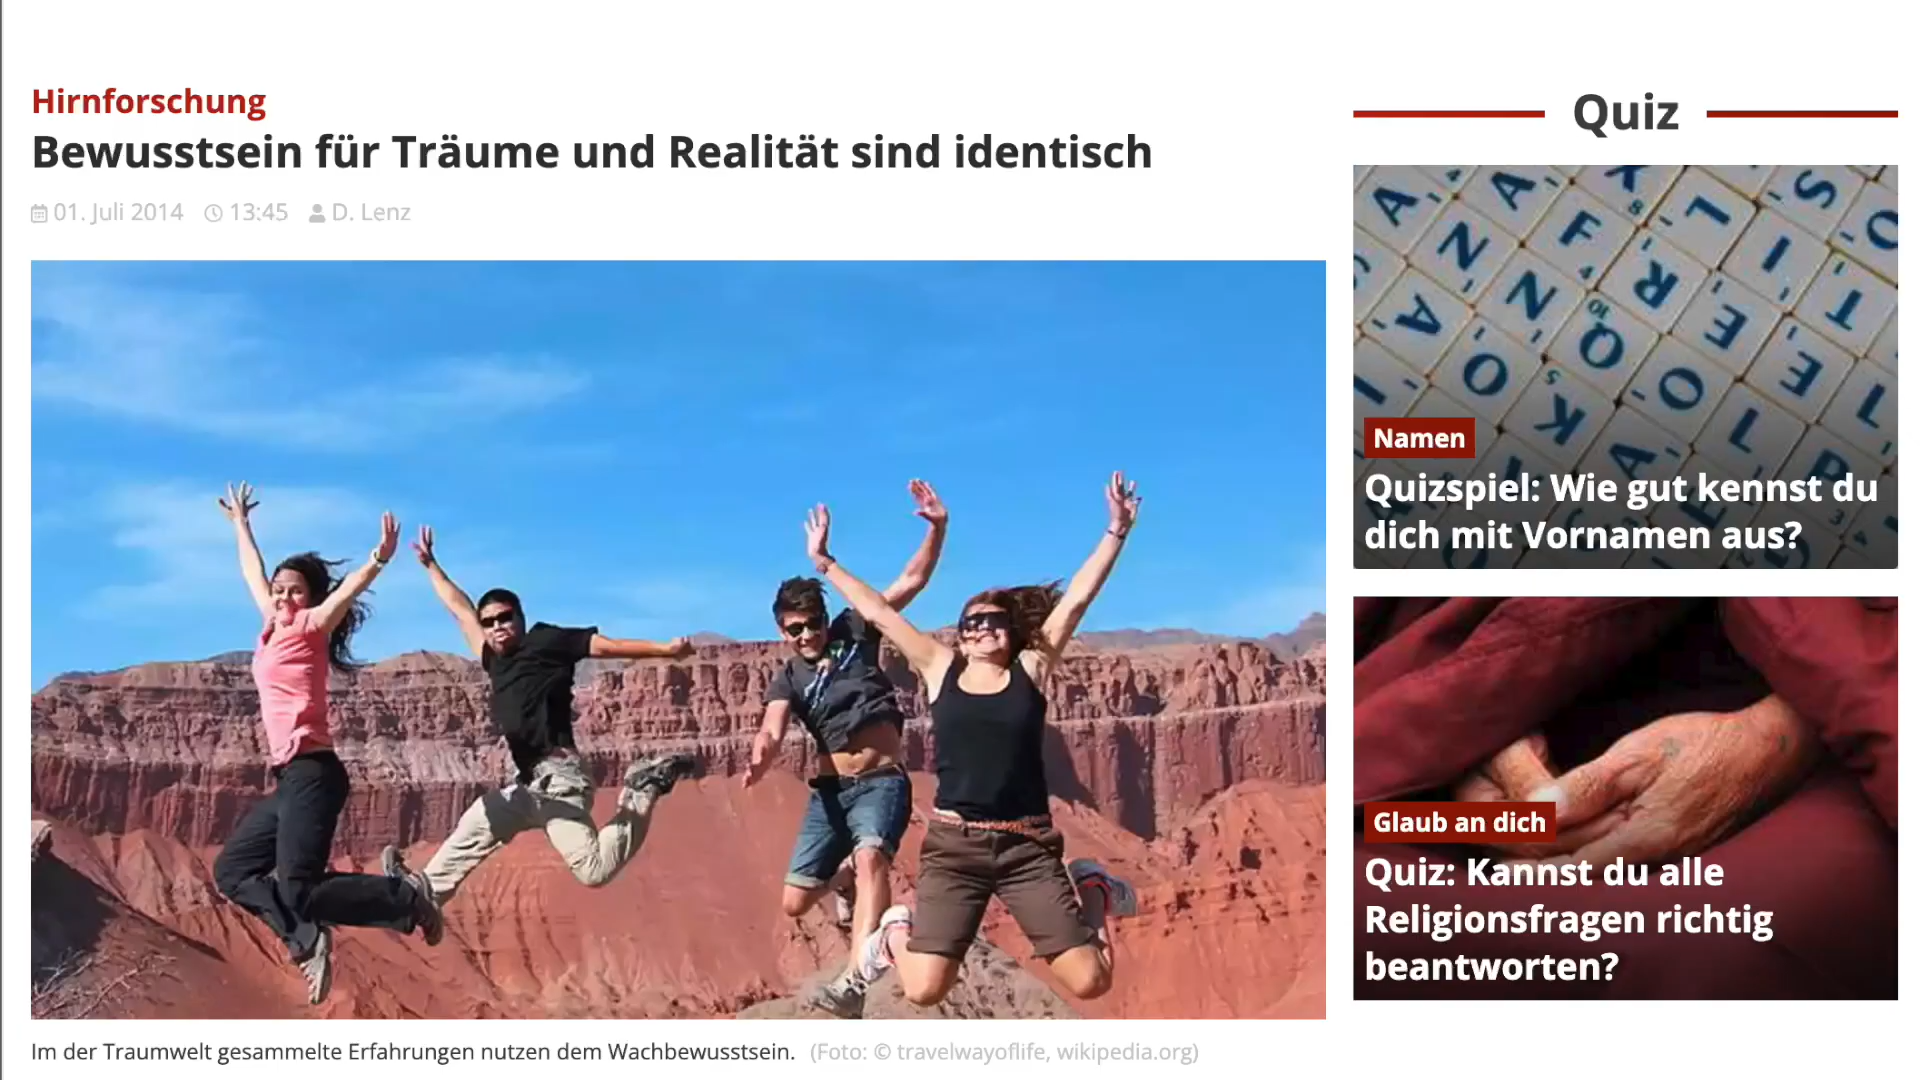 Hirnforschung
Bewusstsein für Träume und Realität sind identisch
01. Juli 2014 13:45 D. Lenz
Im der Traumwelt gesammelte Erfahrungen nutzen dem Wachbewusstsein. (Foto: © travelwayoflife, wikipedia.org)
Quiz
Namen
Quizspiel: Wie gut kennst du
dich mit Vornamen aus?
Glaub an dich
Quiz: Kannst du alle
Religionsfragen richtig
beantworten?